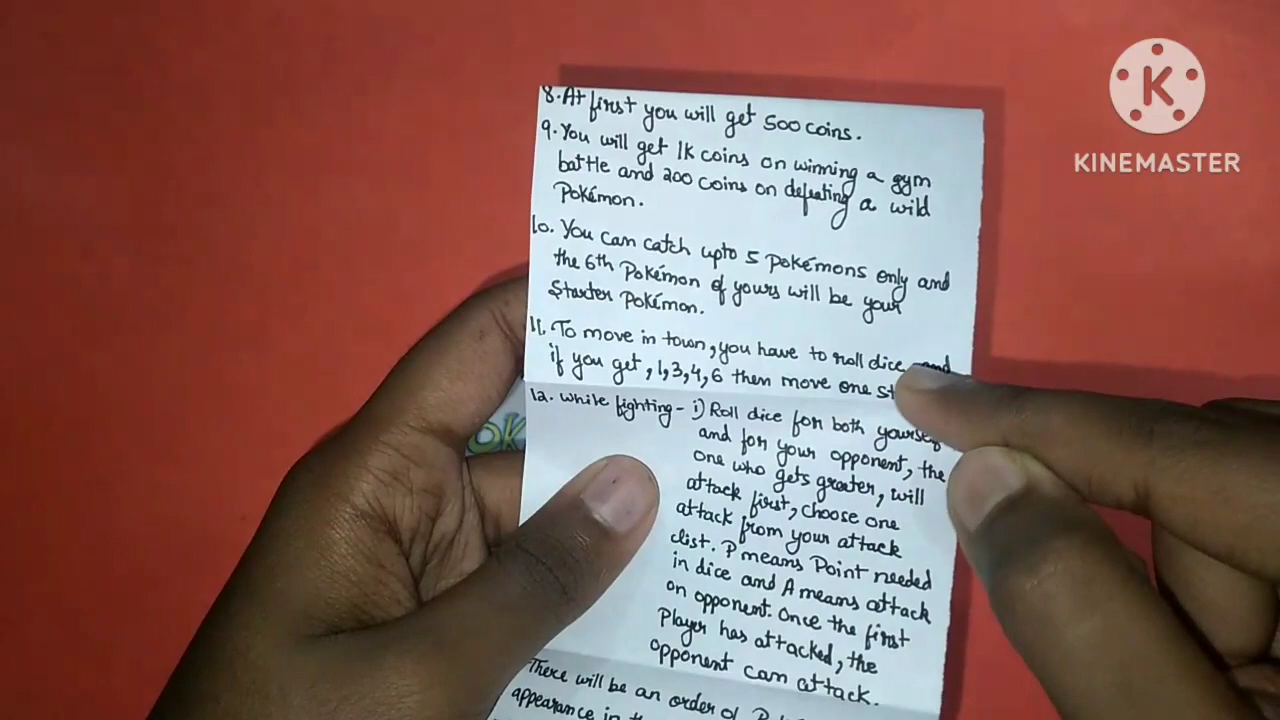 8. At first you will get 500 coins.
9. You will get 1K coins on winning a gym
battle and 200 coins on defeating a wild
Pokémon.
10. You can catch upto 5 pokémons only and
the 6th Pokémon of yours will be your
Starter Pokémon.
11. To move in town, you have to roll dice and
if you get, 1,3,4,6 then move one
12. While fighting - i) Roll dice for both yourself
and for your opponent, the
one who gets greater, will
attack first, choose one
attack from your attack
list. P means Point needed
in dice and A means attack
on opponent. Once the first
Player has attacked, the
opponent can attack.
There will be an order of
appearance in
K
KINEMASTER